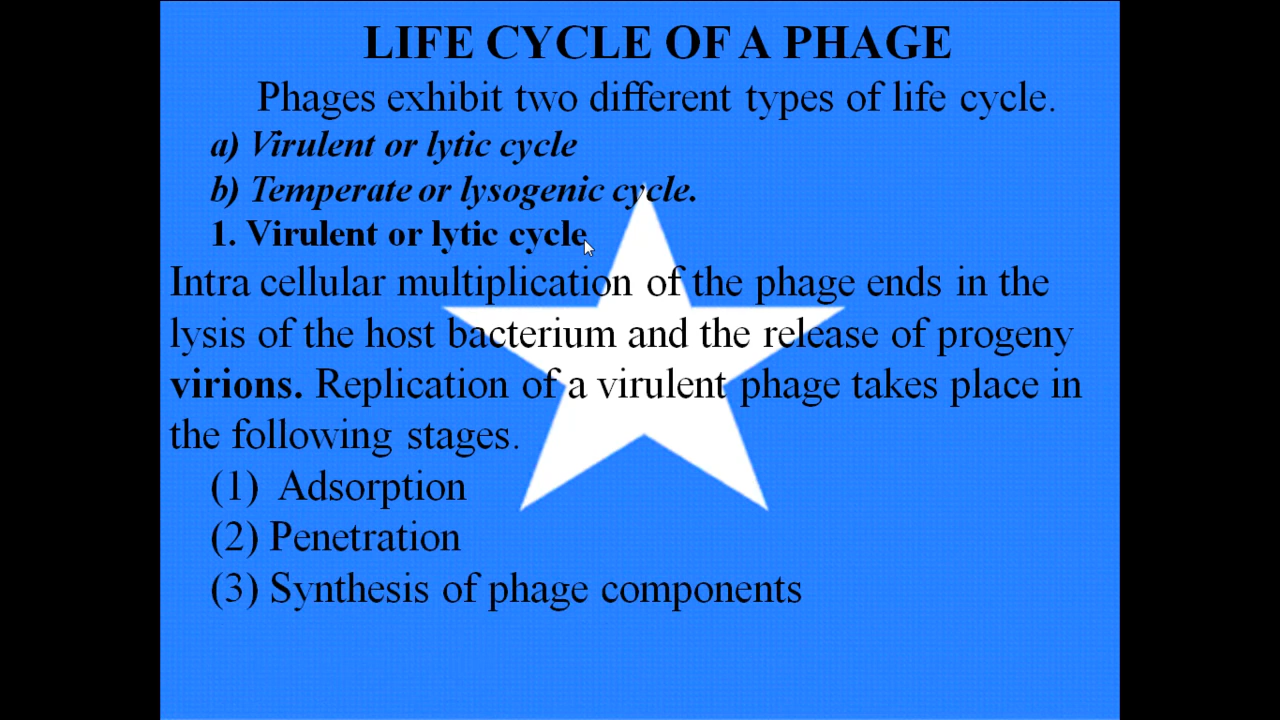 LIFE CYCLE OF A PHAGE
Phages exhibit two different types of life cycle.
a) Virulent or lytic cycle
b) Temperate or lysogenic cycle.
1. Virulent or lytic cycle
Intra cellular multiplication of the phage ends in the
lysis of the host bacterium and the release of progeny
virions. Replication of a virulent phage takes place in
the following stages.
(1) Adsorption
(2) Penetration
(3) Synthesis of phage components